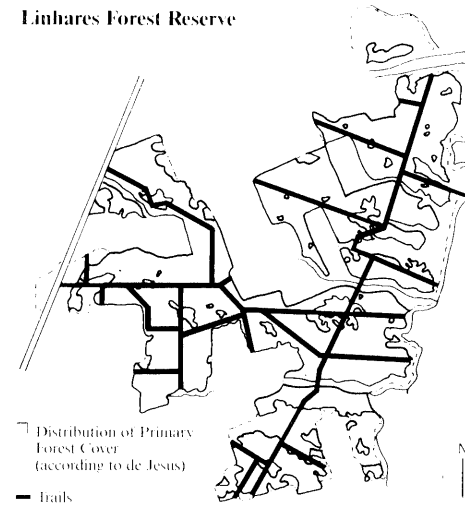 Linhares Forest Reserve
Distribution of Primary
Forest Cover
(according to de Jesus)
Trails
N